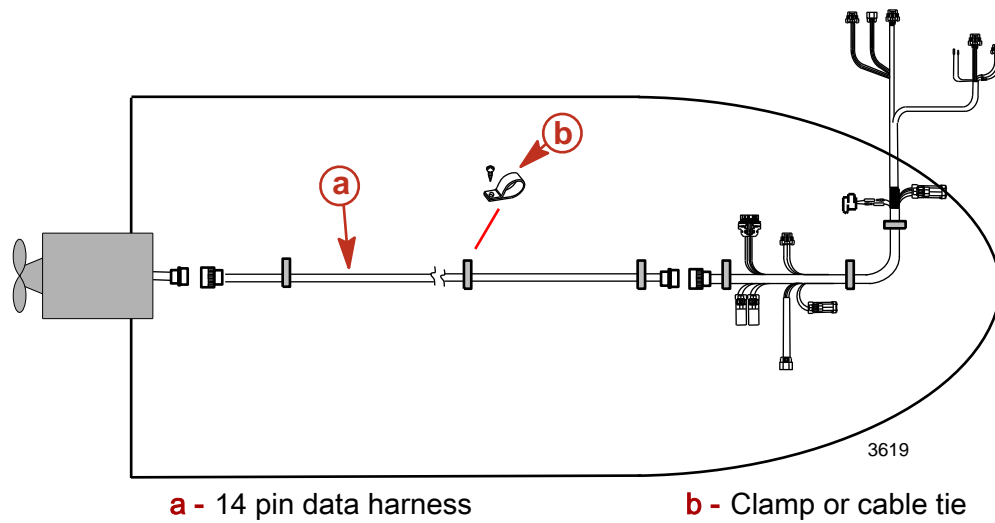 b
a
3619
a - 14 pin data harness
b - Clamp or cable tie